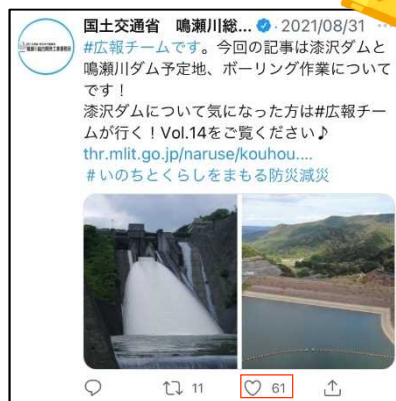 国土交通省 鳴瀬川総... · 2021/08/31 ...
#広報チームです。今回の記事は漆沢ダムと
鳴瀬川ダム予定地、ボーリング作業について
です！
漆沢ダムについて気になった方は#広報チー
ムが行く！Vol.14をご覧ください♪
thr.mlit.go.jp/naruse/kouhou....
#いのちとくらしをまもる防災減災
11 61